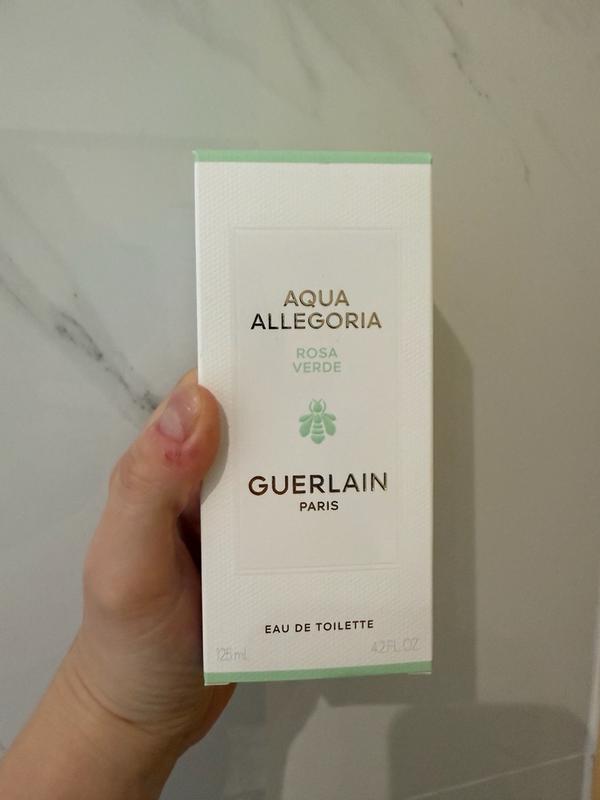 AQUA
ALLEGORIA
ROSA
VERDE
GUERLAIN
PARIS
EAU DE TOILETTE
125 mL
4.2 FL.OZ